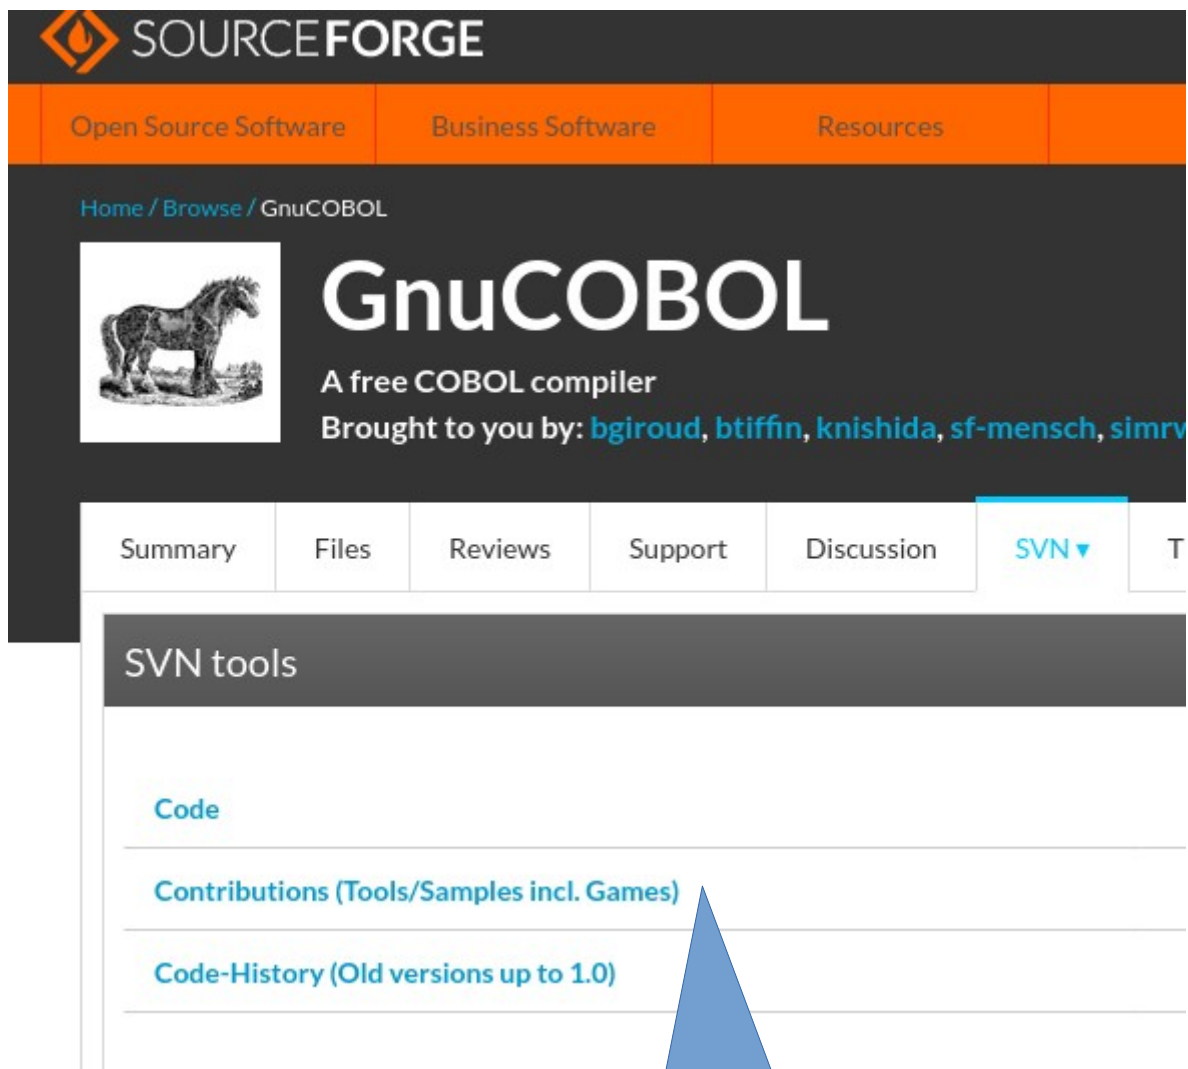 SOURCEFORGE
Open Source Software Business Software Resources
Home / Browse / GnuCOBOL
GnuCOBOL
A free COBOL compiler
Brought to you by: bgiroud, btiffin, knishida, sf-mensch,
Summary Files Reviews Support Discussion SVN ▾
SVN tools
Code
Contributions (Tools/Samples incl. Games)
Code-History (Old versions up to 1.0)